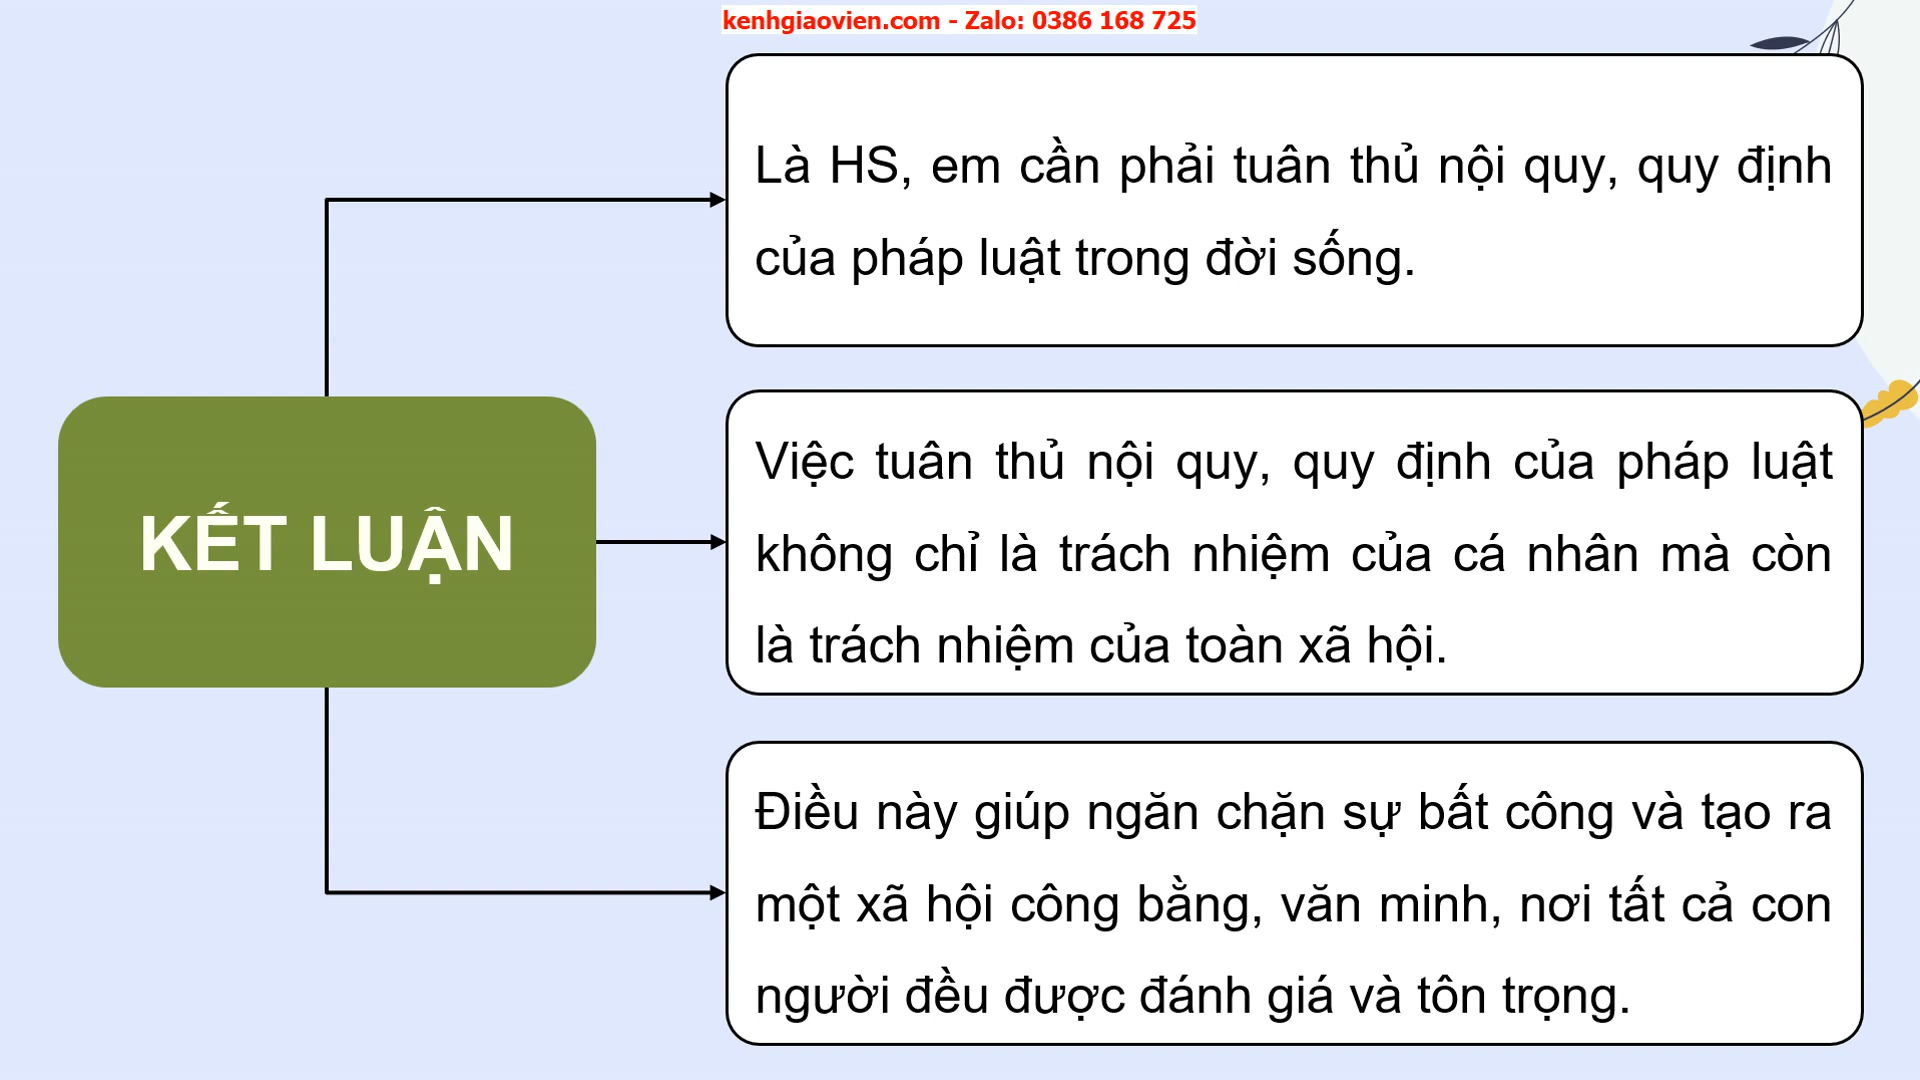 kenhgiaovien.com - Zalo: 0386 168 725
Là HS, em cần phải tuân thủ nội quy, quy định
của pháp luật trong đời sống.
KẾT LUẬN
Việc tuân thủ nội quy, quy định của pháp luật
không chỉ là trách nhiệm của cá nhân mà còn
là trách nhiệm của toàn xã hội.
Điều này giúp ngăn chặn sự bất công và tạo ra
một xã hội công bằng, văn minh, nơi tất cả con
người đều được đánh giá và tôn trọng.